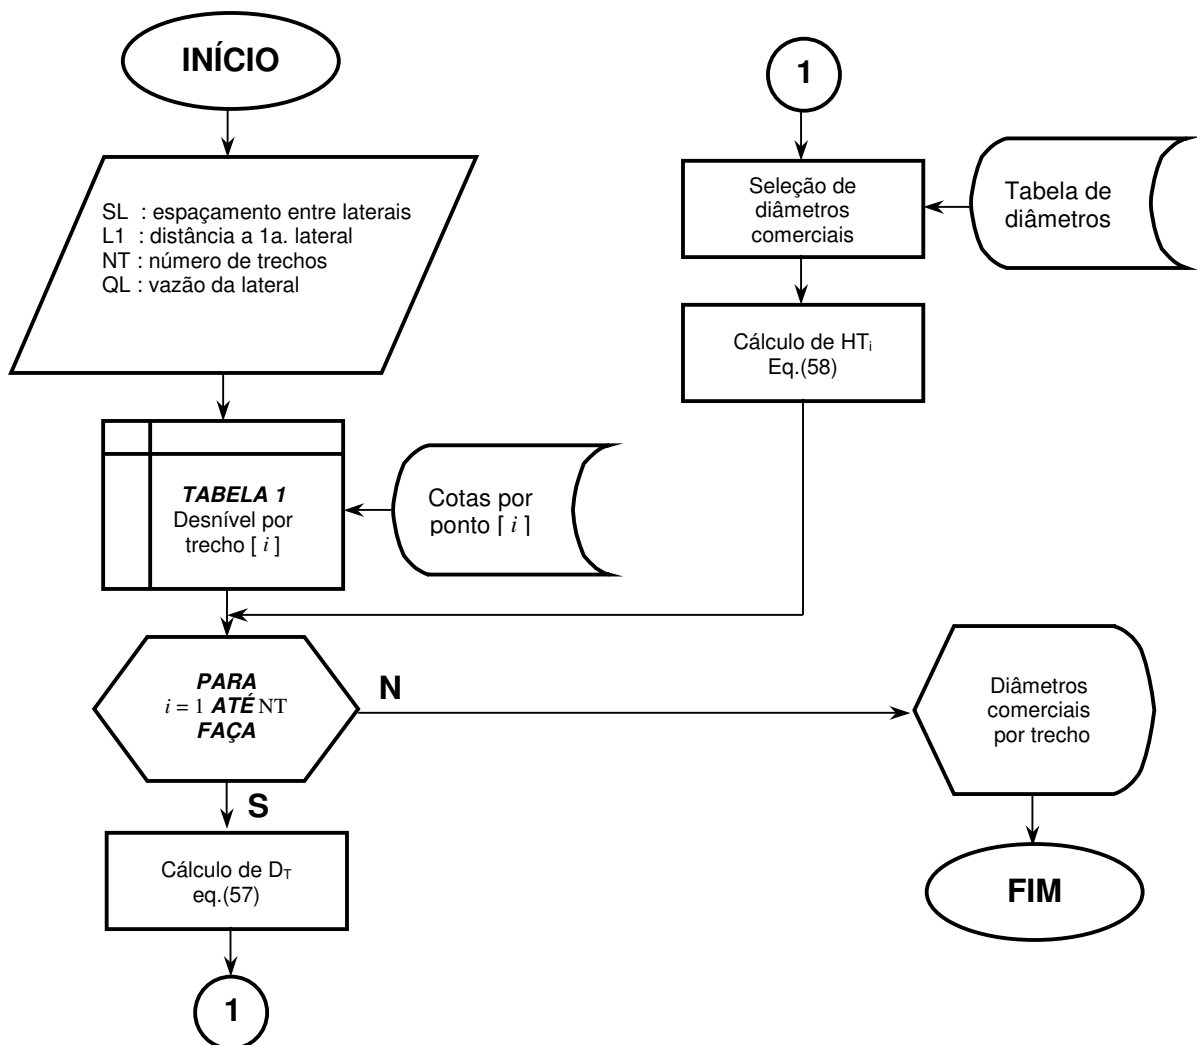 INÍCIO
SL : espaçamento entre laterais
L1 : distância a 1a. lateral
NT : número de trechos
QL : vazão da lateral
TABELA 1
Desnível por
trecho [ i ]
Cotas por
ponto [ i ]
PARA
i = 1 ATÉ NT
FAÇA
N
S
Cálculo de DT
eq.(57)
1
1
Seleção de
diâmetros
comerciais
Tabela de
diâmetros
Cálculo de HTi
Eq.(58)
Diâmetros
comerciais
por trecho
FIM